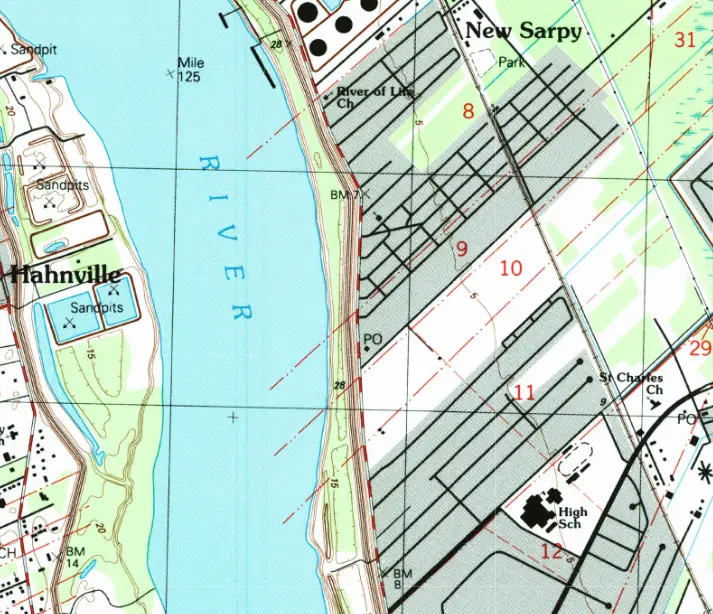 New Sarpy
28
31
Sandpit
Mile
125
Park
River of Life
Ch
20
8
5
RIVER
Sandpits
BM 7
9
10
Hahnville
5
Sandpits
PO
29
15
St Charles
Ch
28
11
9
PO
15
High
Sch
20
12
5
CH
BM
14
BM
8